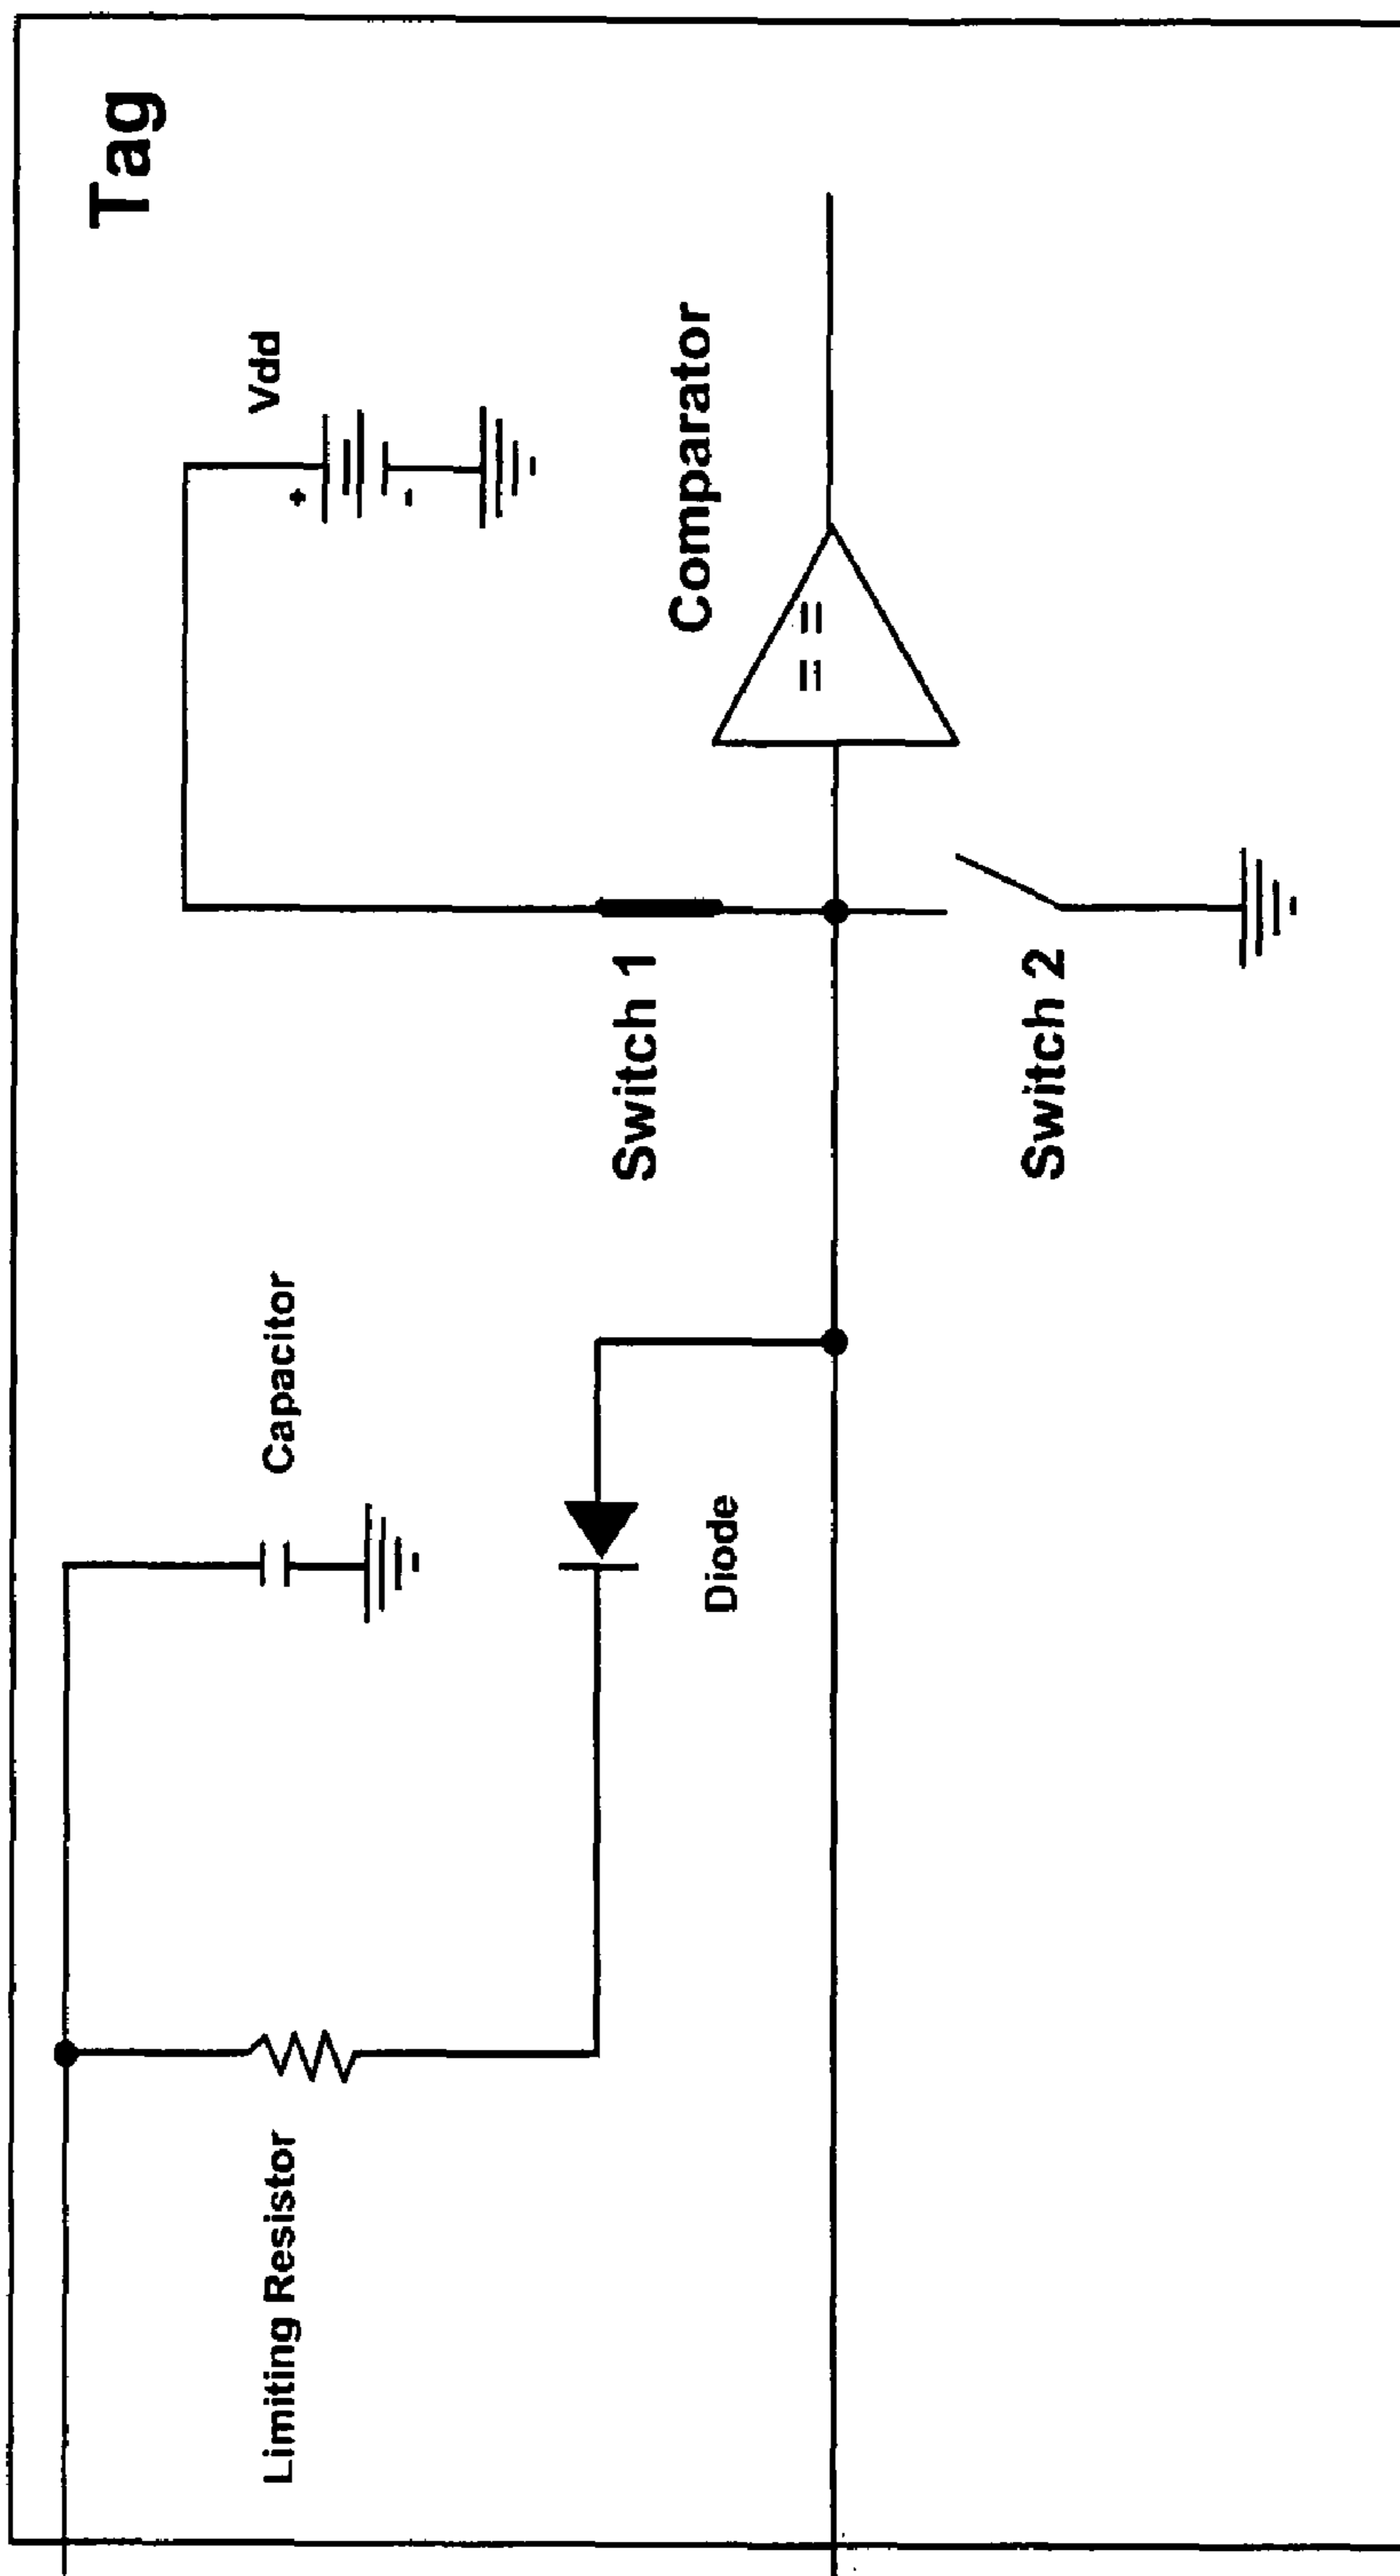 Tag
Vdd
+
-
Comparator
= =
Switch 1
Switch 2
Capacitor
Diode
Limiting Resistor